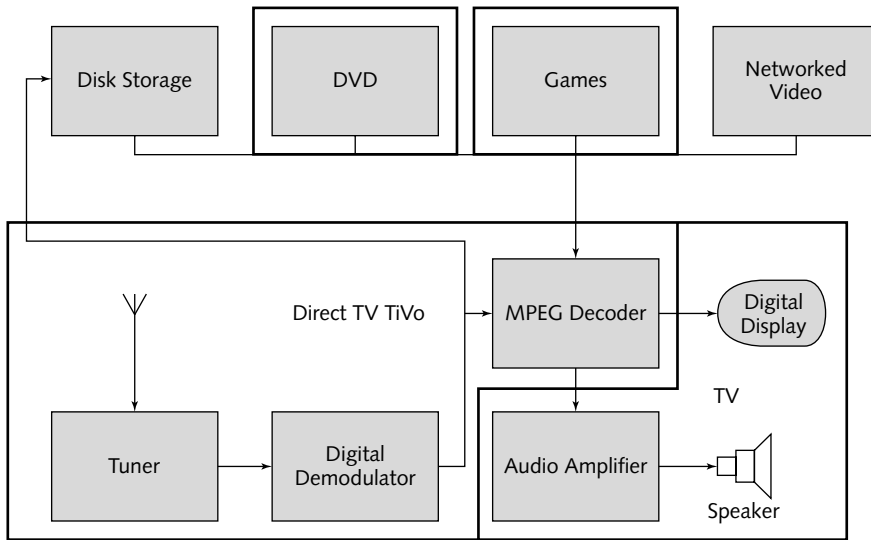 Disk Storage
DVD
Games
Networked
Video
Direct TV TiVo
MPEG Decoder
Digital
Display
TV
Tuner
Digital
Demodulator
Audio Amplifier
Speaker